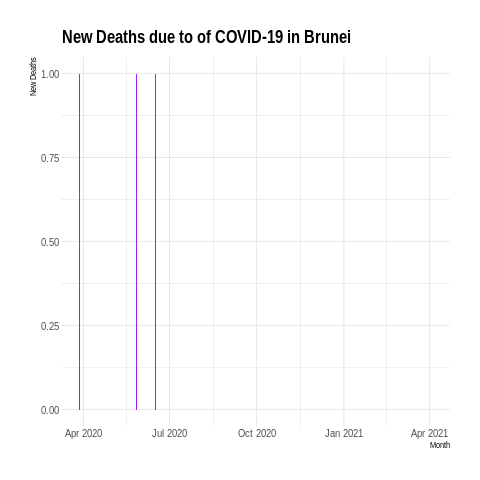 New Deaths due to of COVID-19 in Brunei
New Deaths
1.00
0.75
0.50
0.25
0.00
Apr 2020 Jul 2020 Oct 2020 Jan 2021 Apr 2021
Month